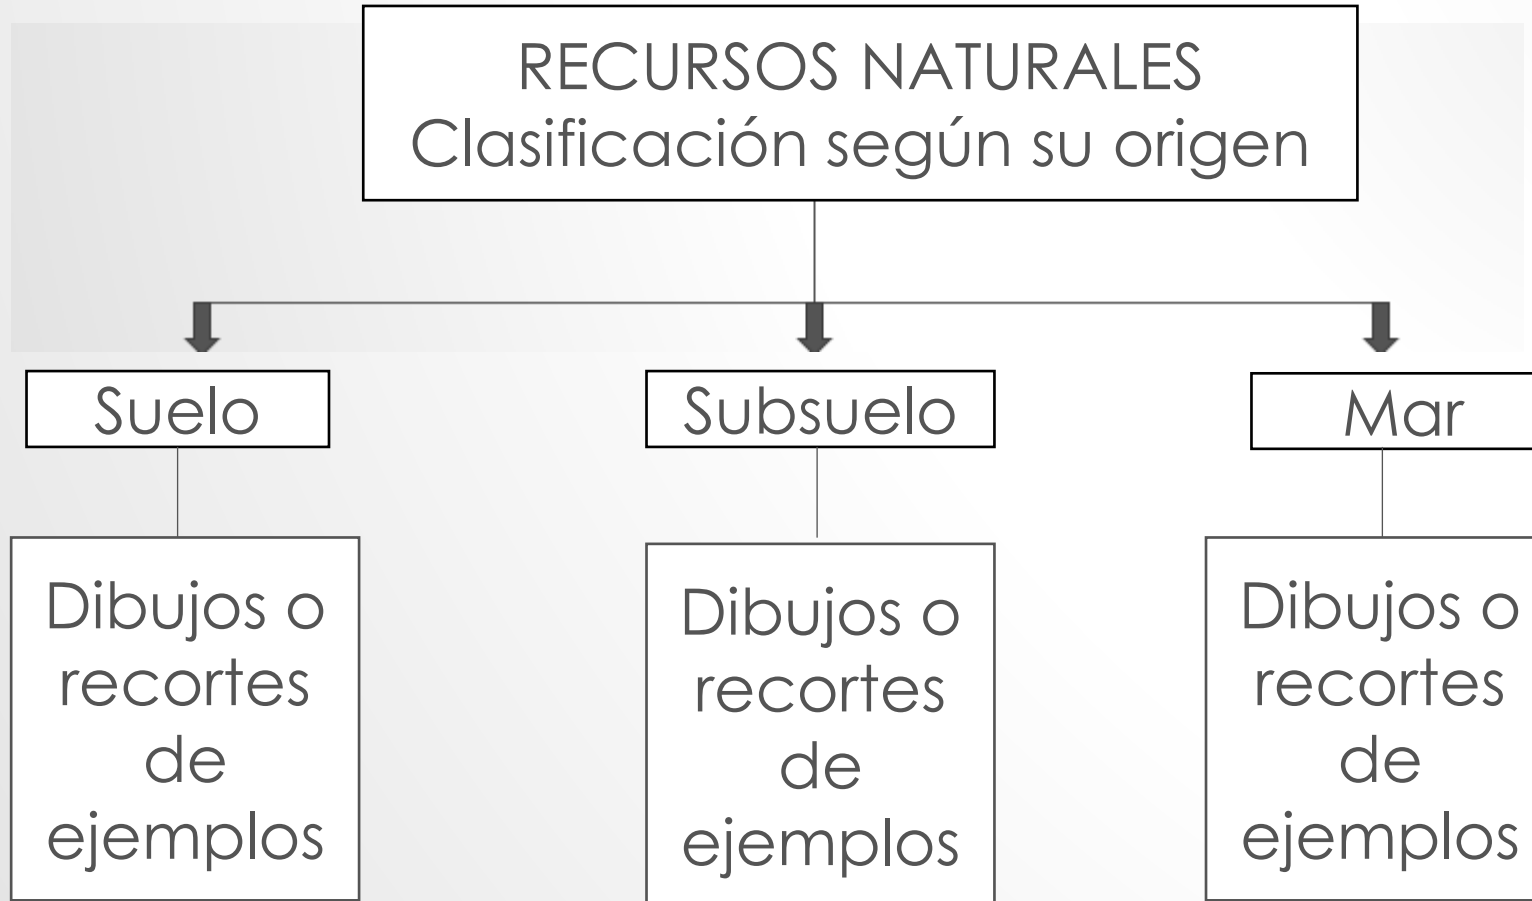 RECURSOS NATURALES
Clasificación según su origen
Suelo
Subsuelo
Mar
Dibujos o
recortes
de
ejemplos
Dibujos o
recortes
de
ejemplos
Dibujos o
recortes
de
ejemplos